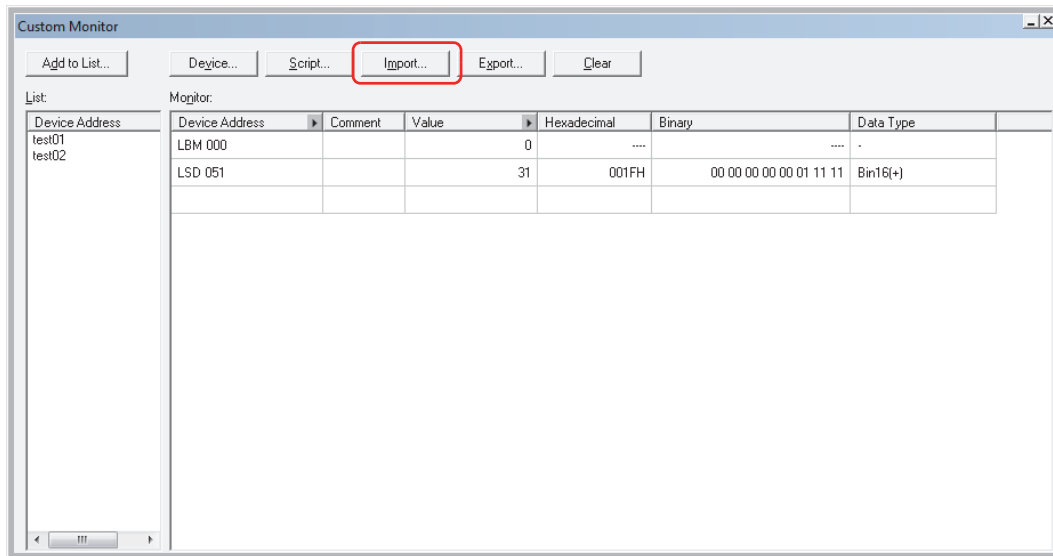 Custom Monitor
Add to List... Device... Script... Import... Export... Clear
List: Monitor:
Device Address Device Address Comment Value Hexadecimal Binary Data Type
test01
test02
LBM 000 0 ---- ---- -
LSD 051 31 001FH 00 00 00 00 00 01 11 11 Bin16(+)